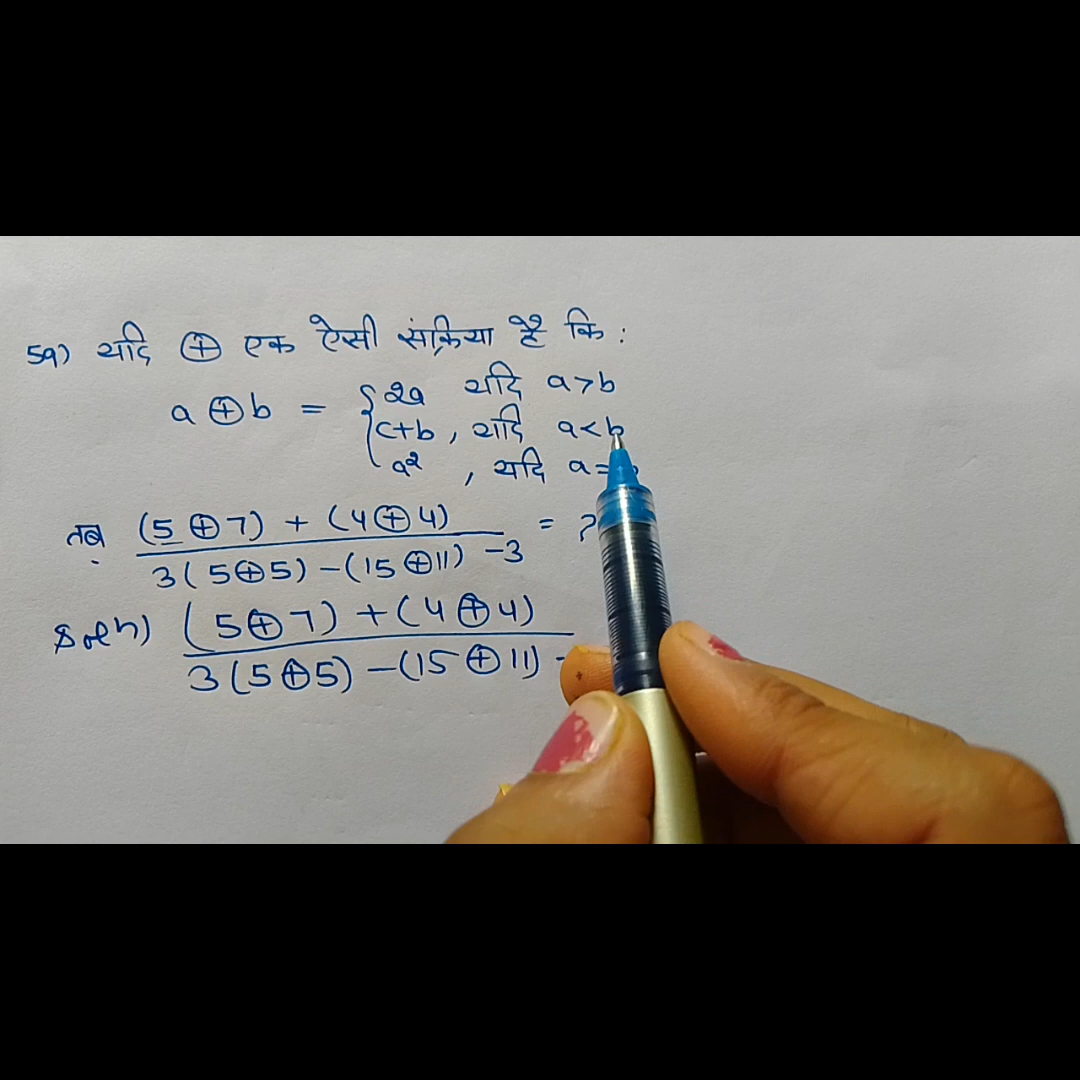 59) यदि ⊕ एक ऐसी संक्रिया है कि :
a ⊕ b = { 2a यदि a > b
c+b , यदि a < b
a² , यदि a =
तब (5 ⊕ 7) + (4 ⊕ 4) = ?
3(5⊕5) - (15 ⊕ 11) - 3
Soln) (5⊕7) + (4⊕4)
3(5⊕5) - (15 ⊕ 11) -